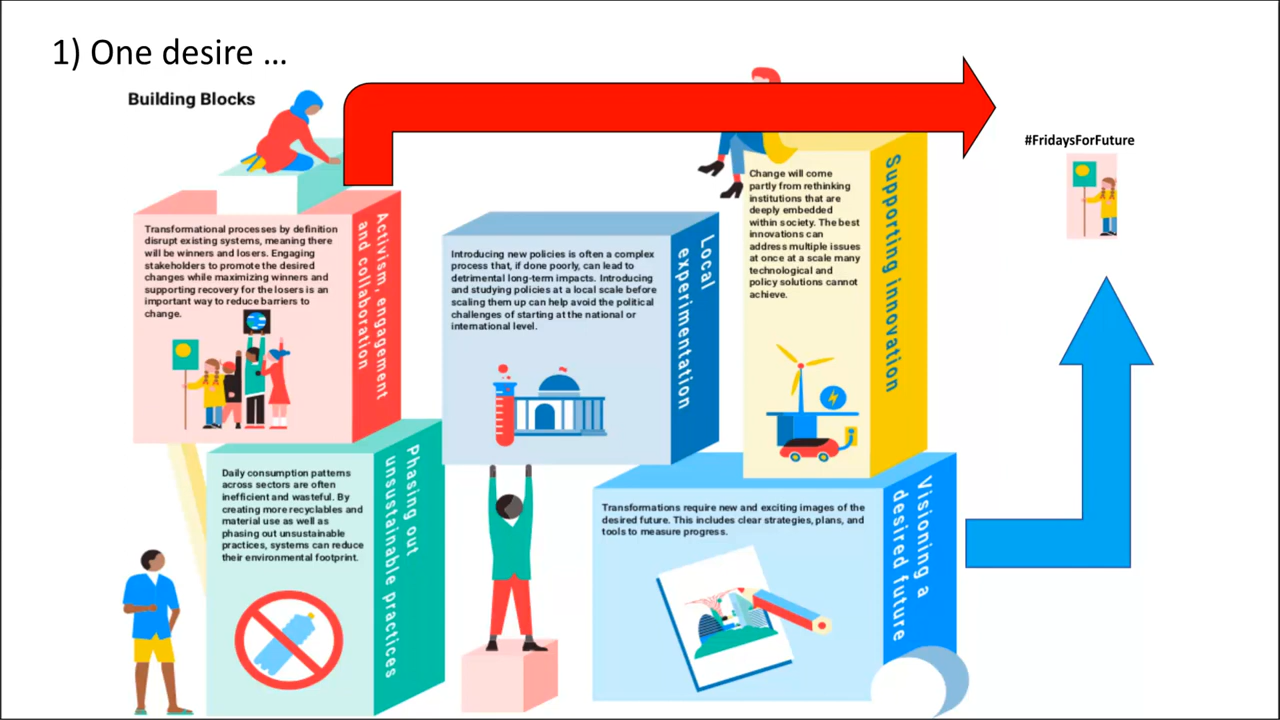 1) One desire ...
Building Blocks
#FridaysForFuture
Transformational processes by definition
disrupt existing systems, meaning there
will be winners and losers. Engaging
stakeholders to promote the desired
changes while maximizing winners and
supporting recovery for the losers is an
important way to reduce barriers to
change.
Activism, engagement
and collaboration
Introducing new policies is often a complex
process that, if done poorly, can lead to
detrimental long-term impacts. Introducing
and studying policies at a local scale before
scaling them up can help avoid the political
challenges of starting at the national or
international level.
Local
experimentation
Change will come
partly from rethinking
institutions that are
deeply embedded
within society. The best
innovations can
address multiple issues
at once at a scale many
technological and
policy solutions cannot
achieve.
Supporting innovation
Daily consumption patterns
across sectors are often
inefficient and wasteful. By
creating more recyclables and
material use as well as
phasing out unsustainable
practices, systems can reduce
their environmental footprint.
Phasing out
unsustainable practices
Transformations require new and exciting images of the
desired future. This includes clear strategies, plans, and
tools to measure progress.
Visioning a
desired future